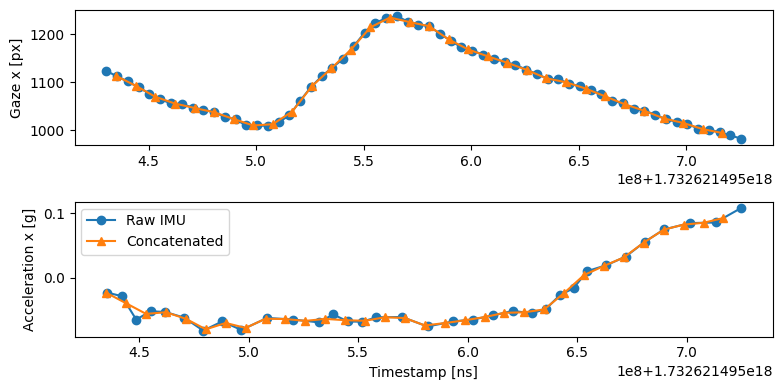 Gaze x [px]
1200
1100
1000
4.5 5.0 5.5 6.0 6.5 7.0
1e8+1.732621495e18
Acceleration x [g]
0.1
0.0
Raw IMU
Concatenated
4.5 5.0 5.5 6.0 6.5 7.0
Timestamp [ns]
1e8+1.732621495e18